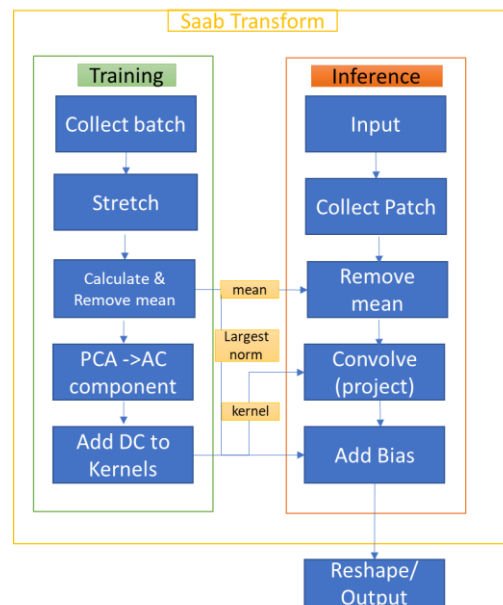 Saab Transform
Training
Collect batch
Stretch
Calculate &
Remove mean
PCA ->AC
component
Add DC to
Kernels
mean
Largest
norm
kernel
Inference
Input
Collect Patch
Remove
mean
Convolve
(project)
Add Bias
Reshape/
Output